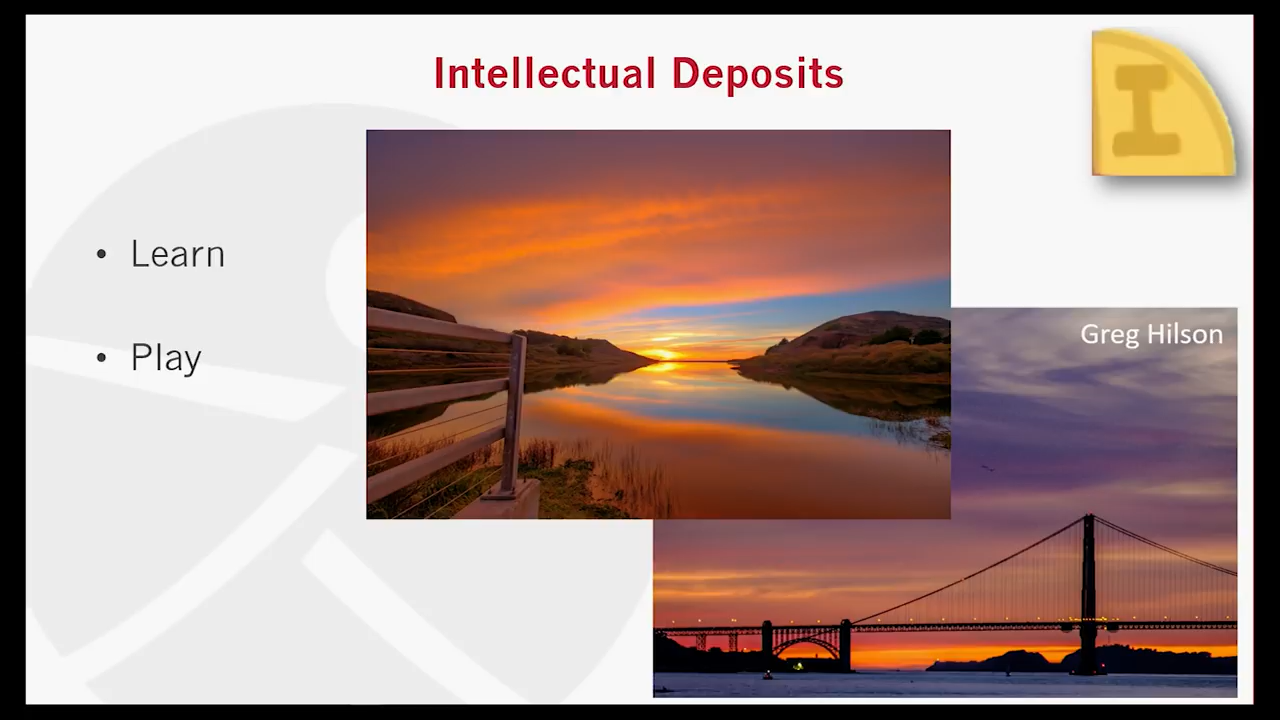 Intellectual Deposits
I
• Learn
• Play
Greg Hilson